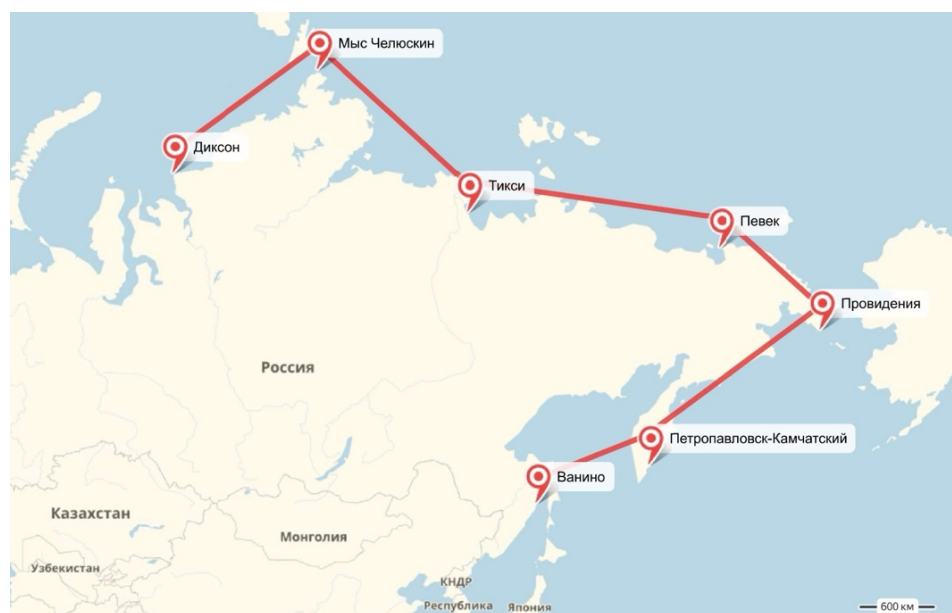 Мыс Челюскин
Диксон
Тикси
Певек
Провидения
Россия
Петропавловск-Камчатский
Ванино
Казахстан
Монголия
Узбекистан
КНДР
Республика
Япония
600 км